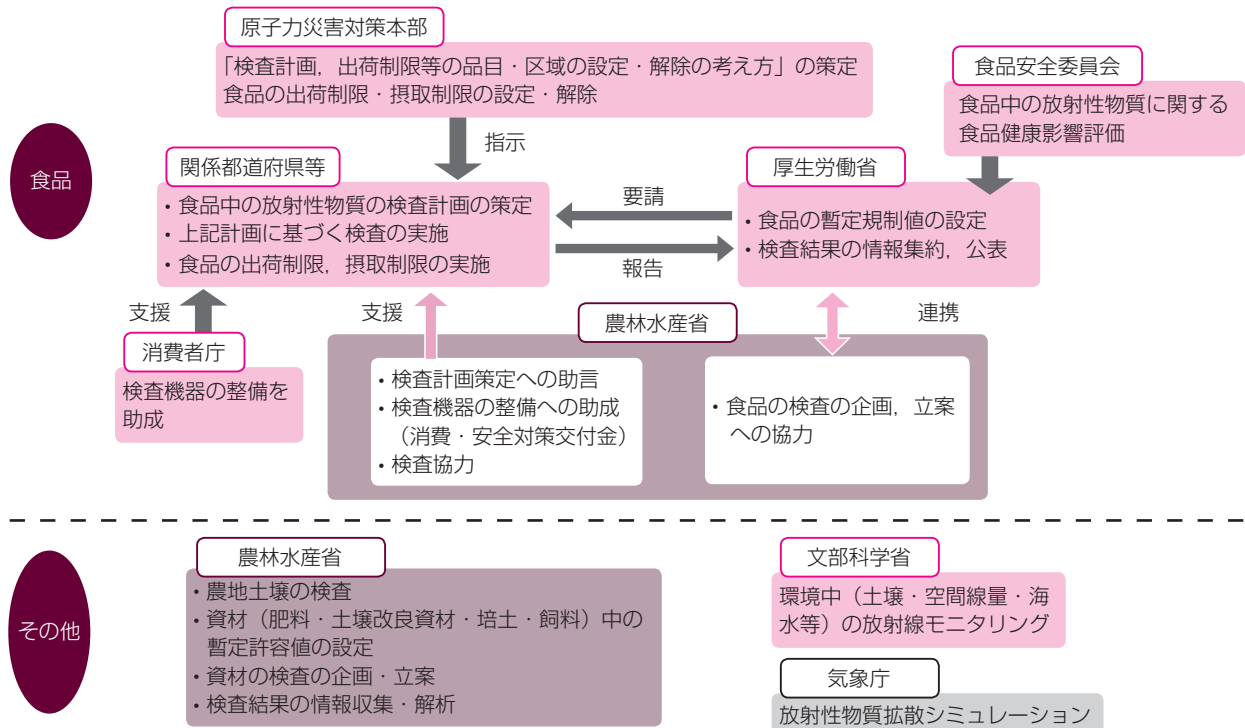 原子力災害対策本部
「検査計画，出荷制限等の品目・区域の設定・解除の考え方」の策定
食品の出荷制限・摂取制限の設定・解除
食品安全委員会
食品中の放射性物質に関する
食品健康影響評価
食品
指示
関係都道府県等
・食品中の放射性物質の検査計画の策定
・上記計画に基づく検査の実施
・食品の出荷制限，摂取制限の実施
要請
報告
厚生労働省
・食品の暫定規制値の設定
・検査結果の情報集約，公表
支援
消費者庁
検査機器の整備を
助成
支援
農林水産省
連携
・検査計画策定への助言
・検査機器の整備への助成
（消費・安全対策交付金）
・検査協力
・食品の検査の企画，立案
への協力
その他
農林水産省
・農地土壌の検査
・資材（肥料・土壌改良資材・培土・飼料）中の
暫定許容値の設定
・資材の検査の企画・立案
・検査結果の情報収集・解析
文部科学省
環境中（土壌・空間線量・海
水等）の放射線モニタリング
気象庁
放射性物質拡散シミュレーション